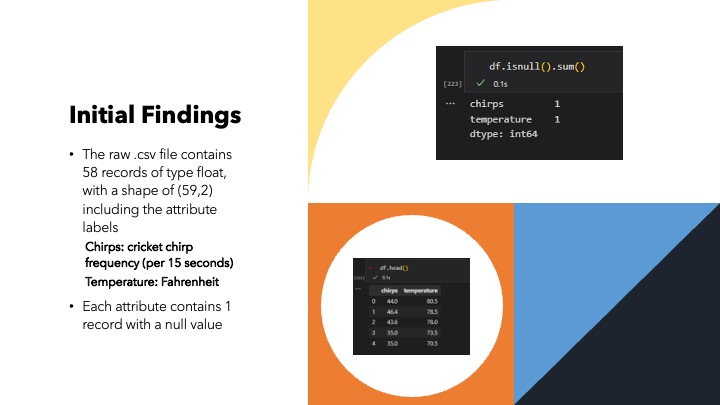 Initial Findings
• The raw .csv file contains
58 records of type float,
with a shape of (59,2)
including the attribute
labels
Chirps: cricket chirp
frequency (per 15 seconds)
Temperature: Fahrenheit
• Each attribute contains 1
record with a null value
df.isnull().sum()
[223] ✓ 0.1s
... chirps 1
temperature 1
dtype: int64
df.head()
✓ 0.1s
chirps temperature
0 44.0 80.5
1 46.4 78.5
2 43.6 78.0
3 35.0 73.5
4 35.0 70.5